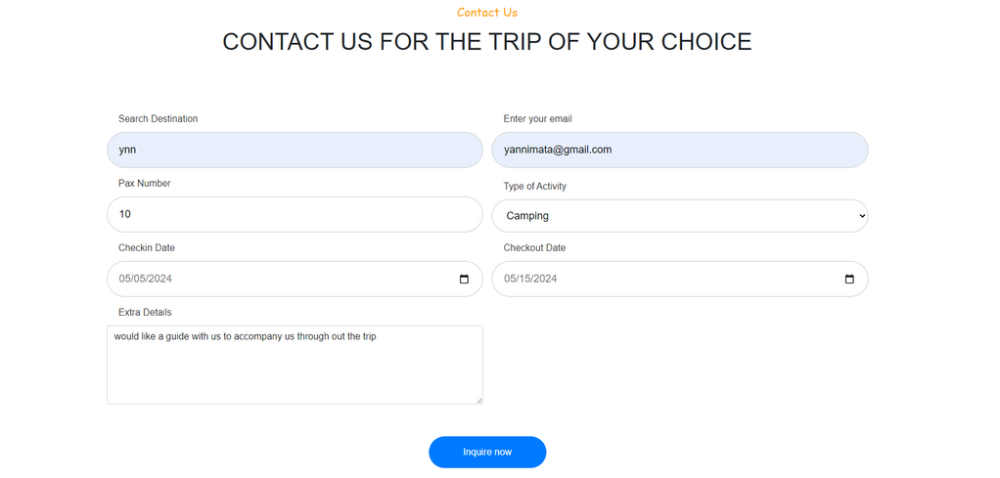 Contact Us
CONTACT US FOR THE TRIP OF YOUR CHOICE
Search Destination
Enter your email
ynn
yannimata@gmail.com
Pax Number
Type of Activity
10
Camping
Checkin Date
Checkout Date
05/05/2024
05/15/2024
Extra Details
would like a guide with us to accompany us through out the trip
Inquire now